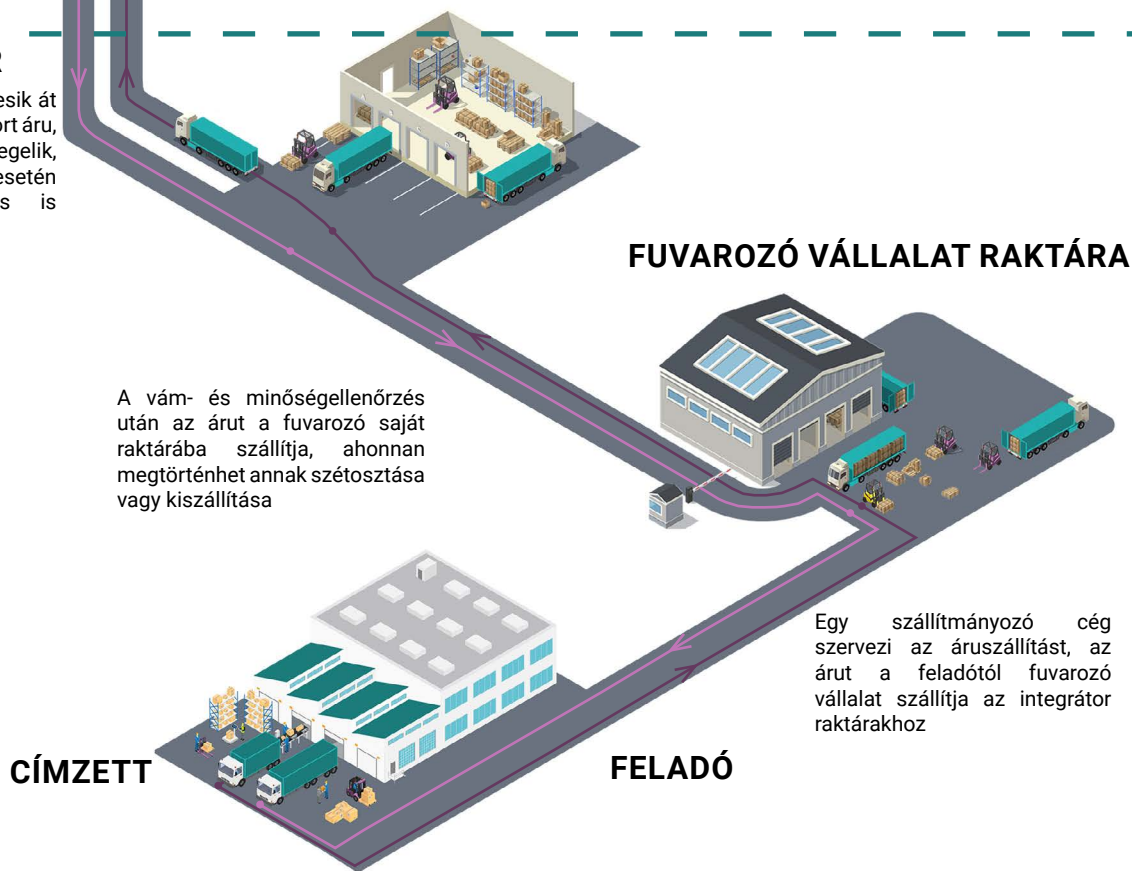 R
esik át
ort áru,
egelik,
esetén
s is
FUVAROZÓ VÁLLALAT RAKTÁRA
A vám- és minőségellenőrzés
után az árut a fuvarozó saját
raktárába szállítja, ahonnan
megtörténhet annak szétosztása
vagy kiszállítása
Egy szállítmányozó cég
szervezi az áruszállítást, az
árut a feladótól fuvarozó
vállalat szállítja az integrátor
raktárakhoz
CÍMZETT
FELADÓ